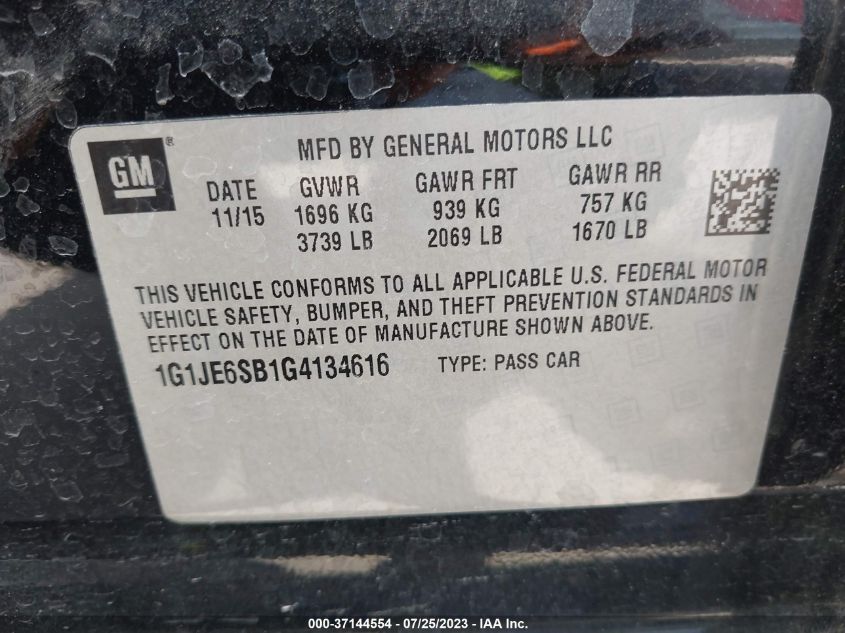 GM®
MFD BY GENERAL MOTORS LLC
DATE GVWR GAWR FRT GAWR RR
11/15 1696 KG 939 KG 757 KG
3739 LB 2069 LB 1670 LB
THIS VEHICLE CONFORMS TO ALL APPLICABLE U.S. FEDERAL MOTOR
VEHICLE SAFETY, BUMPER, AND THEFT PREVENTION STANDARDS IN
EFFECT ON THE DATE OF MANUFACTURE SHOWN ABOVE.
1G1JE6SB1G4134616 TYPE: PASS CAR
000-37144554 - 07/25/2023 - IAA Inc.